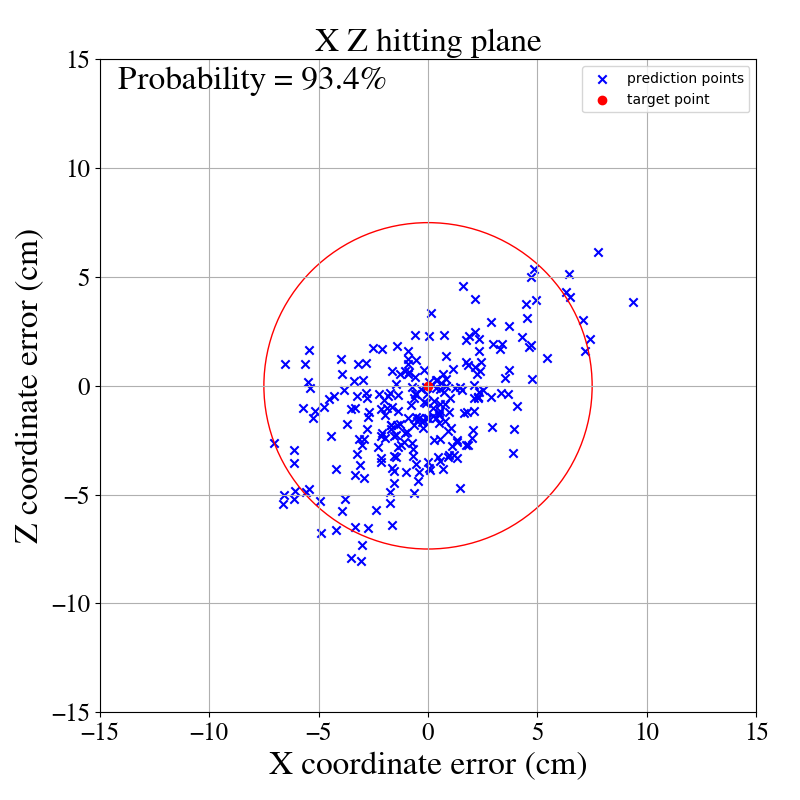 X Z hitting plane
Probability = 93.4%
prediction points
target point
15
10
5
0
−5
−10
−15
Z coordinate error (cm)
−15 −10 −5 0 5 10 15
X coordinate error (cm)